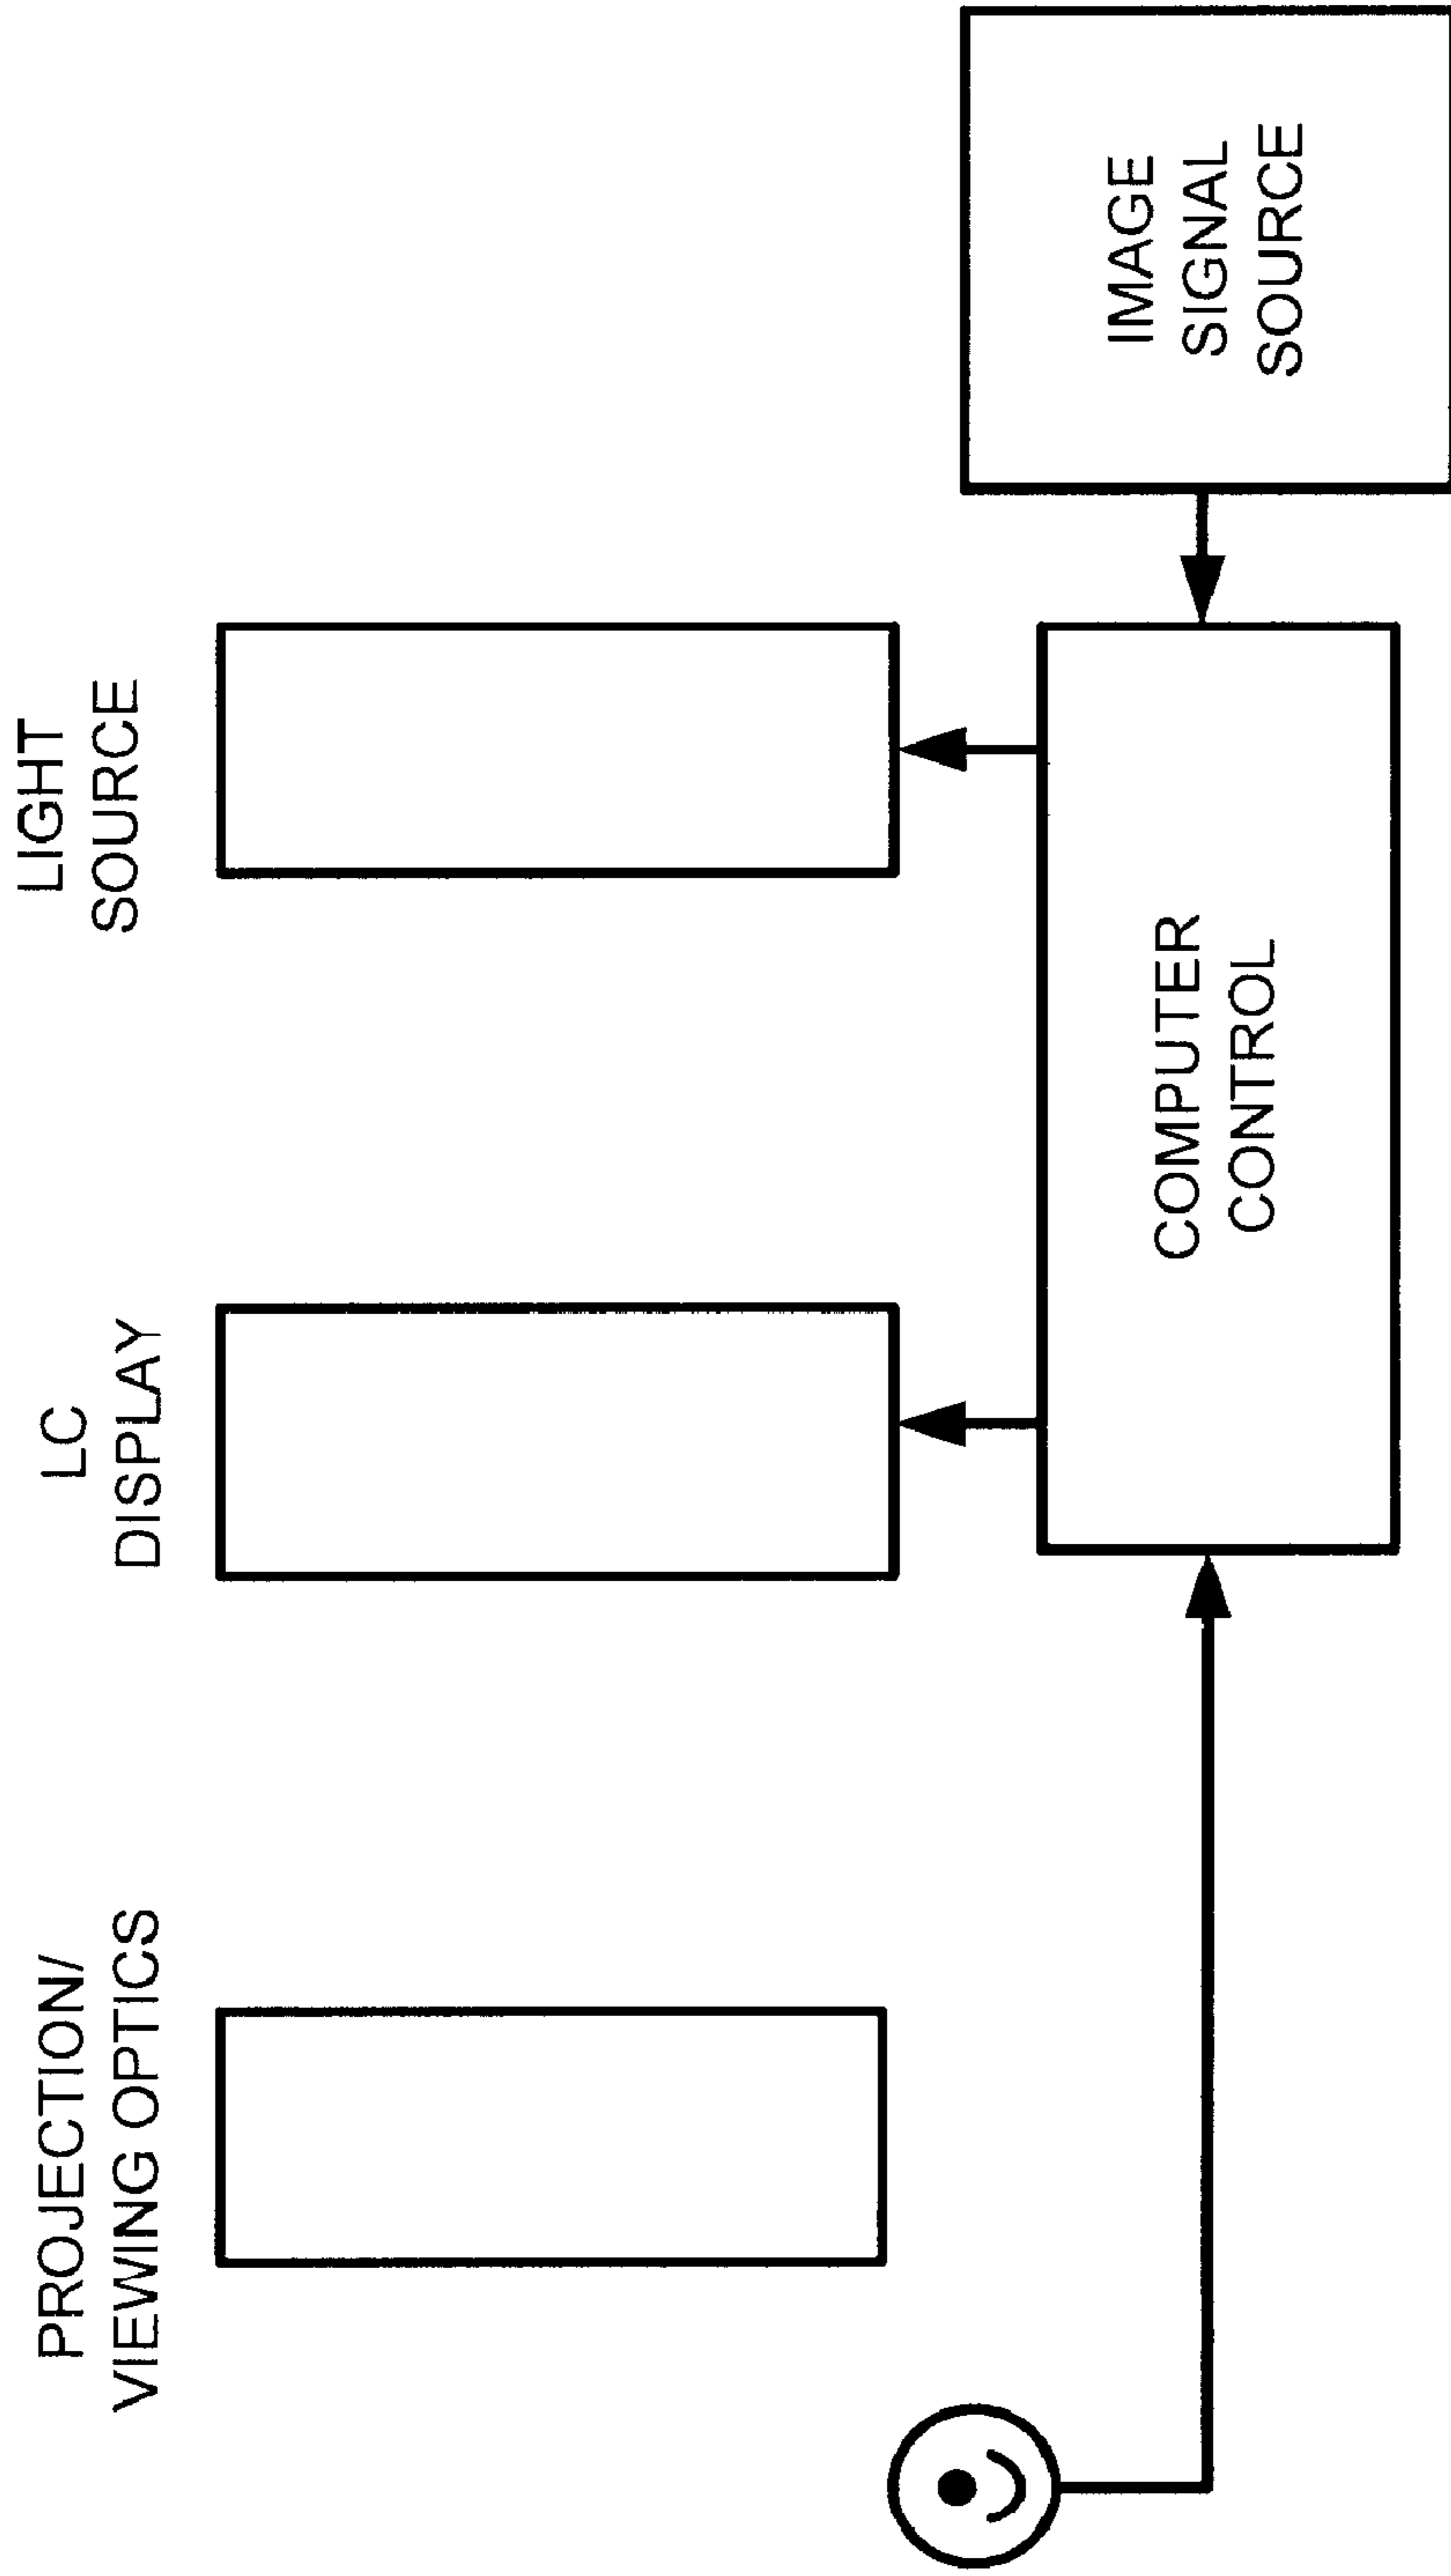 PROJECTION/
VIEWING OPTICS
LC
DISPLAY
LIGHT
SOURCE
COMPUTER
CONTROL
IMAGE
SIGNAL
SOURCE